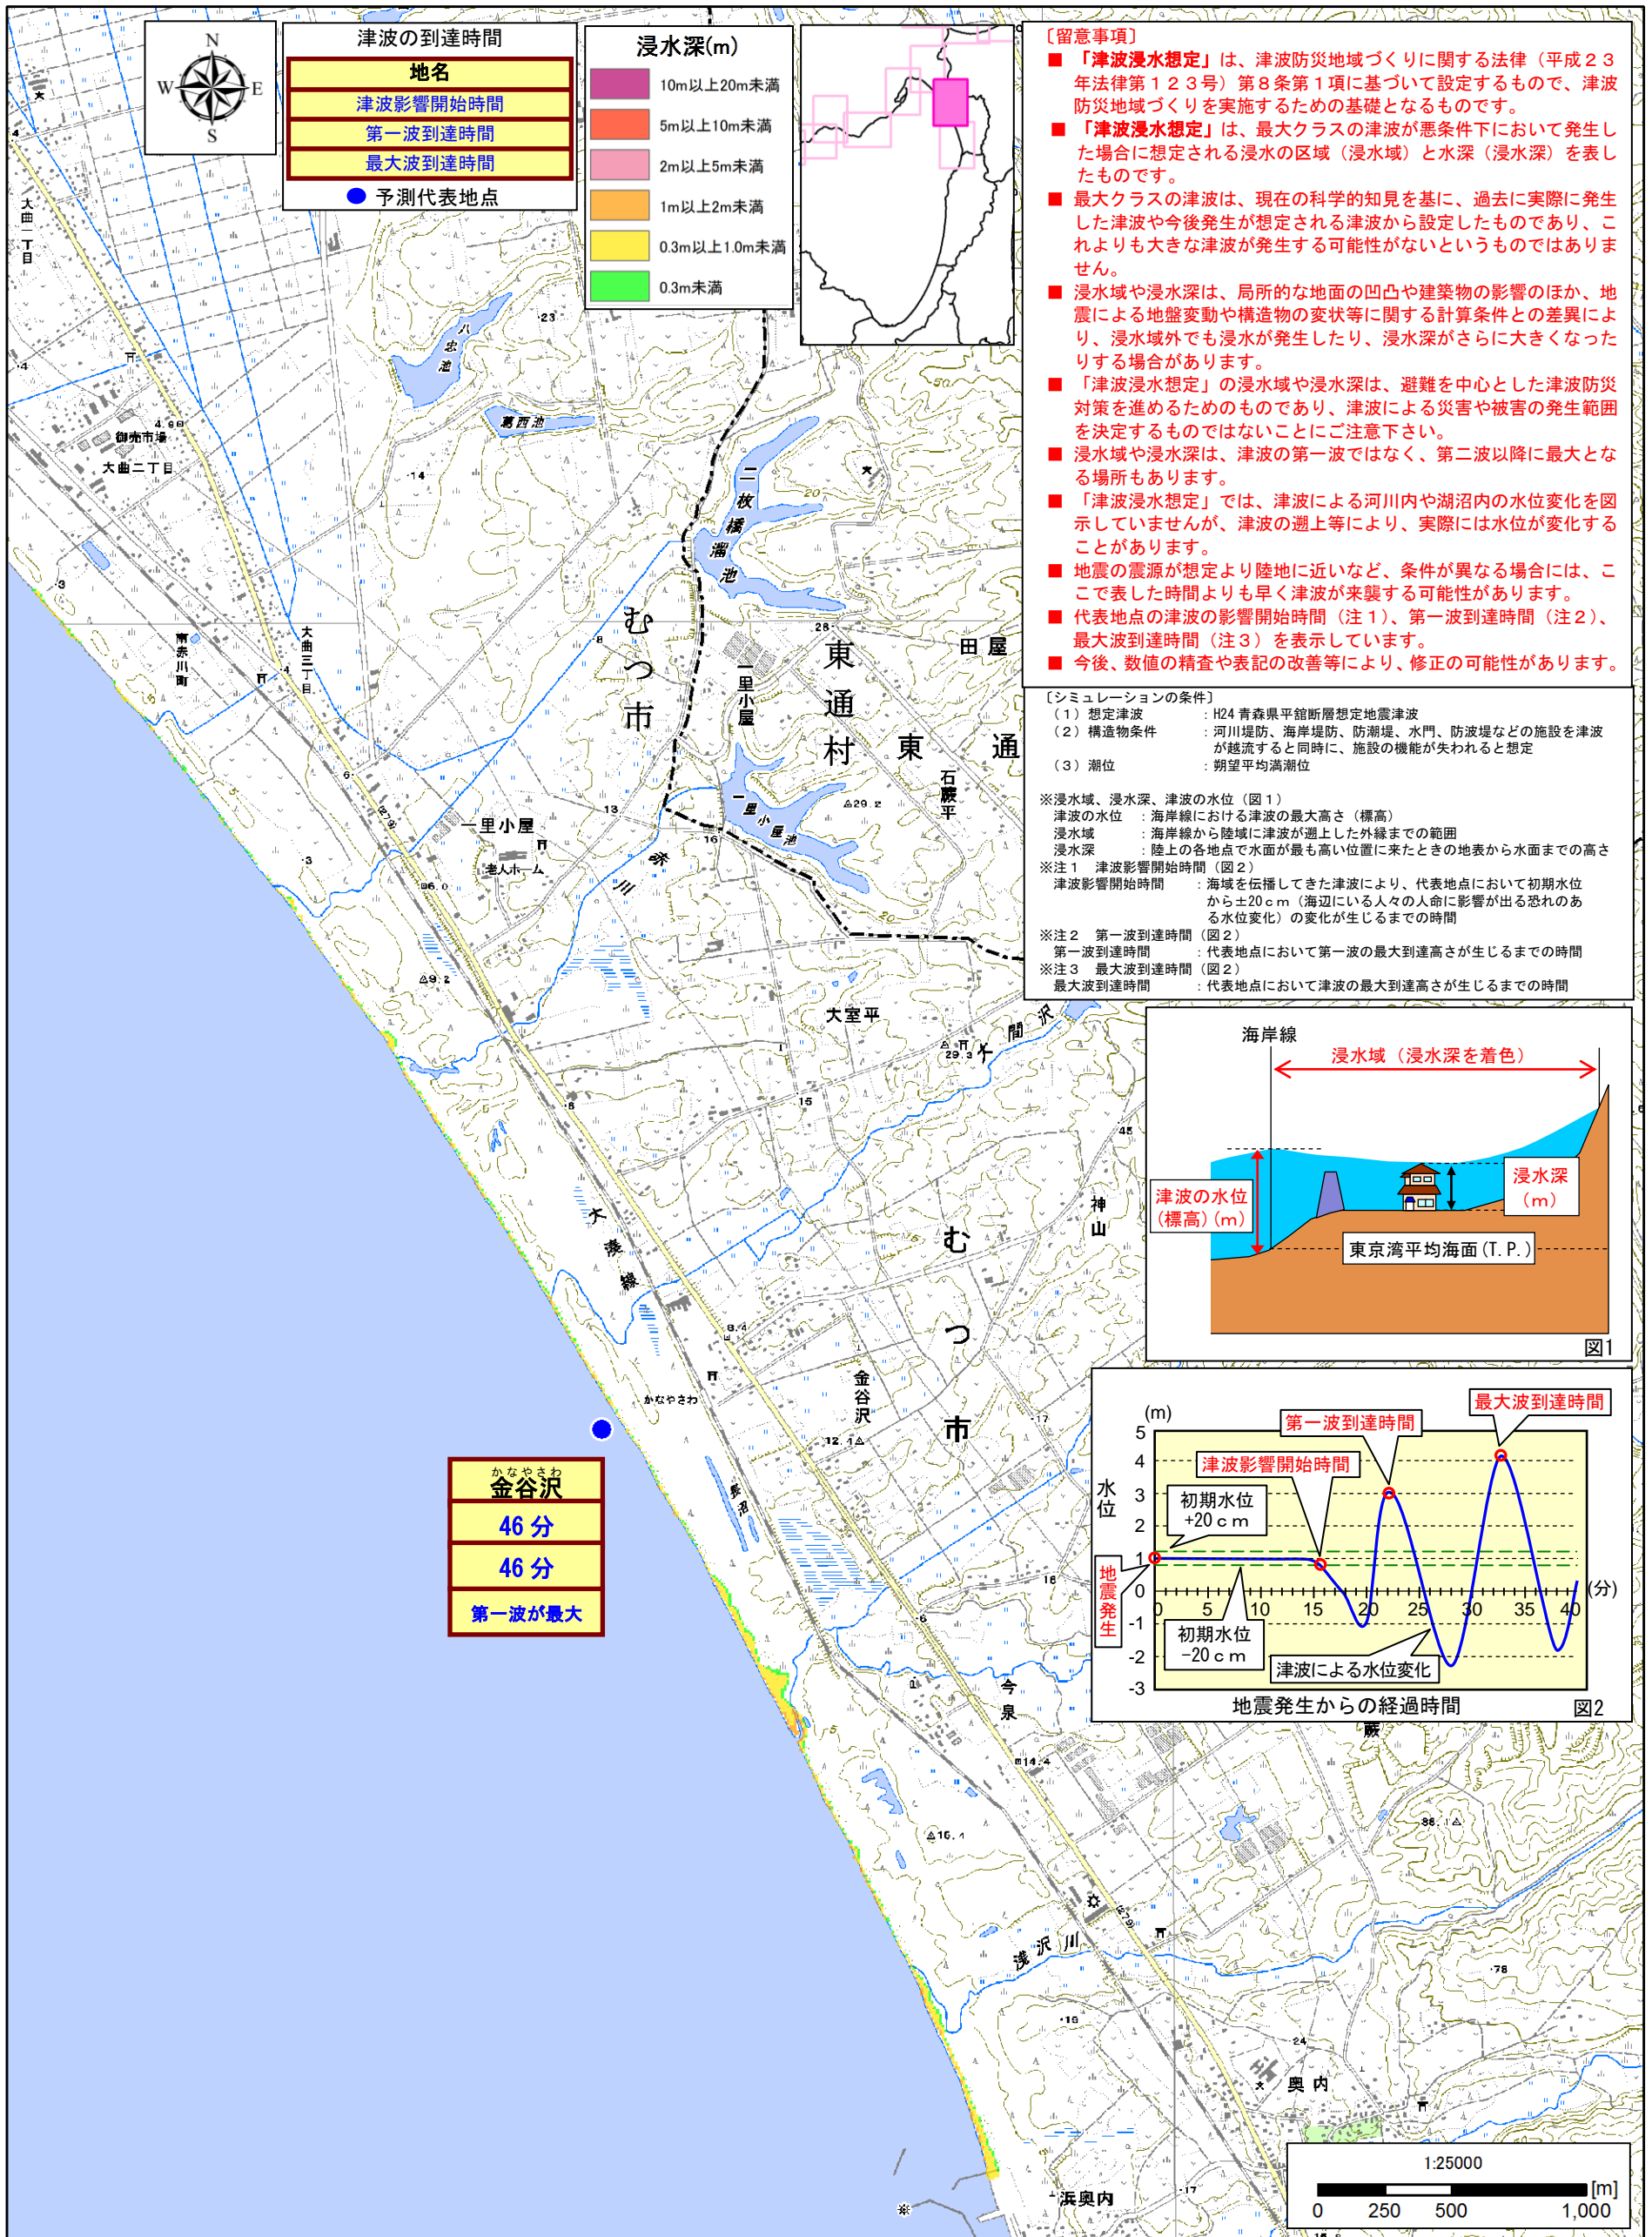 N
W
E
S
津波の到達時間
地名
津波影響開始時間
第一波到達時間
最大波到達時間
予測代表地点
浸水深(m)
10m以上20m未満
5m以上10m未満
2m以上5m未満
1m以上2m未満
0.3m以上1.0m未満
0.3m未満
〔留意事項〕
■ 「津波浸水想定」は、津波防災地域づくりに関する法律（平成２３
年法律第１２３号）第８条第１項に基づいて設定するもので、津波
防災地域づくりを実施するための基礎となるものです。
■ 「津波浸水想定」は、最大クラスの津波が悪条件下において発生し
た場合に想定される浸水の区域（浸水域）と水深（浸水深）を表し
たものです。
■ 最大クラスの津波は、現在の科学的知見を基に、過去に実際に発生
した津波や今後発生が想定される津波から設定したものであり、こ
れよりも大きな津波が発生する可能性がないというものではありま
せん。
■ 浸水域や浸水深は、局所的な地面の凹凸や建築物の影響のほか、地
震による地盤変動や構造物の変状等に関する計算条件との差異によ
り、浸水域外でも浸水が発生したり、浸水深がさらに大きくなった
りする場合があります。
■ 「津波浸水想定」の浸水域や浸水深は、避難を中心とした津波防災
対策を進めるためのものであり、津波による災害や被害の発生範囲
を決定するものではないことにご注意下さい。
■ 浸水域や浸水深は、津波の第一波ではなく、第二波以降に最大とな
る場所もあります。
■ 「津波浸水想定」では、津波による河川内や湖沼内の水位変化を図
示していませんが、津波の遡上等により、実際には水位が変化する
ことがあります。
■ 地震の震源が想定より陸地に近いなど、条件が異なる場合には、こ
こで表した時間よりも早く津波が来襲する可能性があります。
■ 代表地点の津波の影響開始時間（注１）、第一波到達時間（注２）、
最大波到達時間（注３）を表示しています。
■ 今後、数値の精査や表記の改善等により、修正の可能性があります。
〔シミュレーションの条件〕
（１）想定津波 ：H24 青森県平舘断層想定地震津波
（２）構造物条件 ：河川堤防、海岸堤防、防潮堤、水門、防波堤などの施設を津波
が越流すると同時に、施設の機能が失われると想定
（３）潮位 ：朔望平均満潮位
※浸水域、浸水深、津波の水位（図１）
津波の水位 ：海岸線における津波の最大高さ（標高）
浸水域 ：海岸線から陸域に津波が遡上した外縁までの範囲
浸水深 ：陸上の各地点で水面が最も高い位置に来たときの地表から水面までの高さ
※注１ 津波影響開始時間（図２）
津波影響開始時間 ：海域を伝播してきた津波により、代表地点において初期水位
から±20ｃｍ（海辺にいる人々の人命に影響が出る恐れのあ
る水位変化）の変化が生じるまでの時間
※注２ 第一波到達時間（図２）
第一波到達時間 ：代表地点において第一波の最大到達高さが生じるまでの時間
※注３ 最大波到達時間（図２）
最大波到達時間 ：代表地点において津波の最大到達高さが生じるまでの時間
海岸線
浸水域（浸水深を着色）
津波の水位
(標高)(m)
浸水深
（m）
東京湾平均海面(T.P.)
図1
(m)
水位
5
4
3
2
1
0
-1
-2
-3
第一波到達時間
最大波到達時間
津波影響開始時間
初期水位
+20ｃｍ
地震発生
初期水位
−20ｃｍ
津波による水位変化
0 5 10 15 20 25 30 35 40
(分)
地震発生からの経過時間
図2
大曲一丁目
八忠池
葛西池
卸売市場
大曲二丁目
二枚橋溜池
南赤川町
大曲三丁目
むつ市
一里小屋
東通村
田屋
東通
石蕨平
一里小屋池
一里小屋
老人ホーム
大室平
神山
大湊線
むつ市
かなやさわ
金谷沢
長沼
今泉
蕨
浅沢川
奥内
浜奥内
かなやさわ
金谷沢
46 分
46 分
第一波が最大
1:25000
[m]
0 250 500 1,000